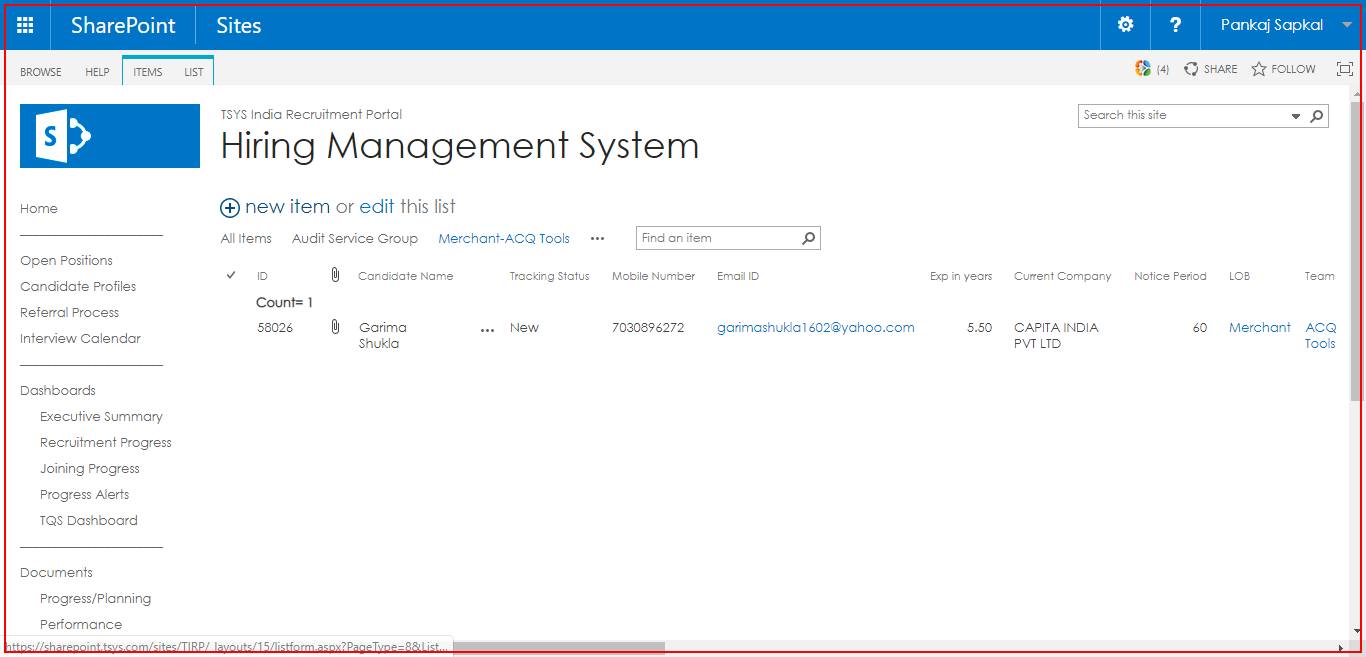 SharePoint Sites ? Pankaj Sapkal
BROWSE HELP ITEMS LIST (4) SHARE FOLLOW
S
TSYS India Recruitment Portal
Search this site
Hiring Management System
Home
new item or edit this list
All Items Audit Service Group Merchant-ACQ Tools ••• Find an item
Open Positions
Candidate Profiles
Referral Process
Interview Calendar
ID Candidate Name Tracking Status Mobile Number Email ID Exp in years Current Company Notice Period LOB Team
Count= 1
58026 Garima ••• New 7030896272 garimashukla1602@yahoo.com 5.50 CAPITA INDIA 60 Merchant ACQ
Shukla PVT LTD Tools
Dashboards
Executive Summary
Recruitment Progress
Joining Progress
Progress Alerts
TQS Dashboard
Documents
Progress/Planning
Performance
https://sharepoint.tsys.com/sites/TIRP/_layouts/15/listform.aspx?PageType=8&List...